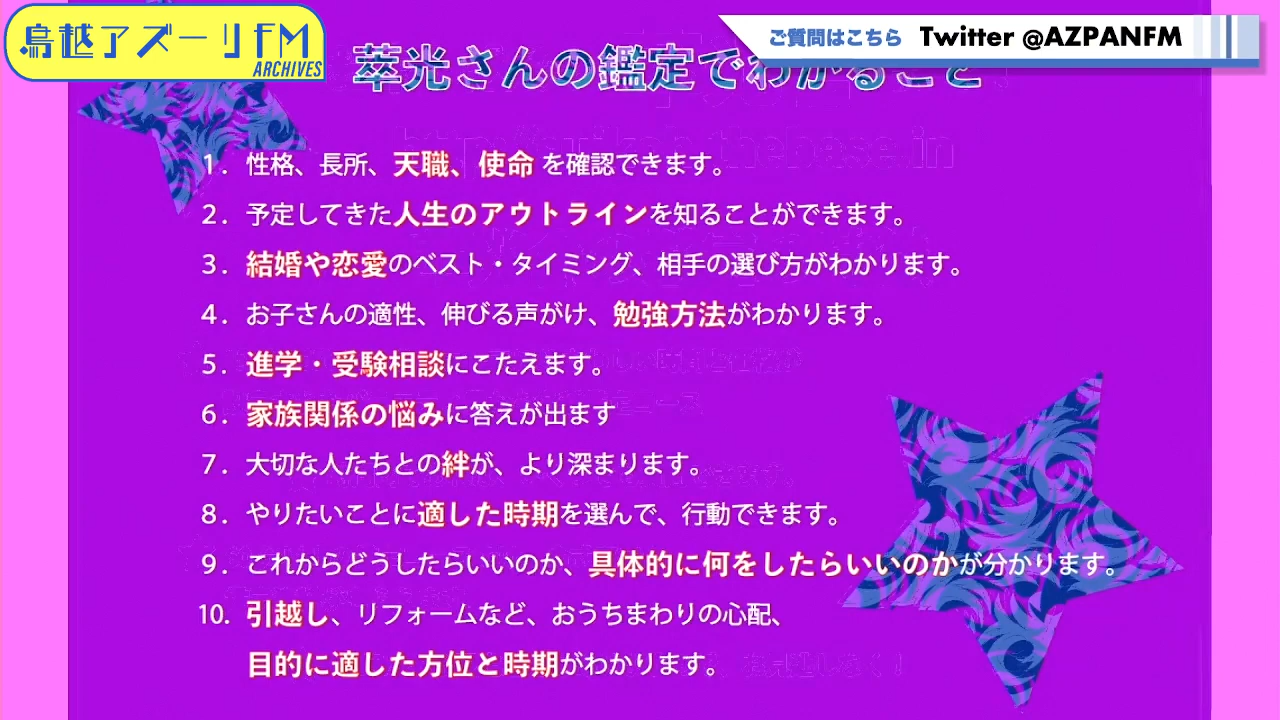 鳥越アズーリFM
ARCHIVES
ご質問はこちら Twitter @AZPANFM
萃光さんの鑑定でわかること
1. 性格、長所、天職、使命 を確認できます。
2. 予定してきた人生のアウトラインを知ることができます。
3. 結婚や恋愛のベスト・タイミング、相手の選び方がわかります。
4. お子さんの適性、伸びる声がけ、勉強方法がわかります。
5. 進学・受験相談にこたえます。
6. 家族関係の悩みに答えが出ます
7. 大切な人たちとの絆が、より深まります。
8. やりたいことに適した時期を選んで、行動できます。
9. これからどうしたらいいのか、具体的に何をしたらいいのかが分かります。
10. 引越し、リフォームなど、おうちまわりの心配、
目的に適した方位と時期がわかります。